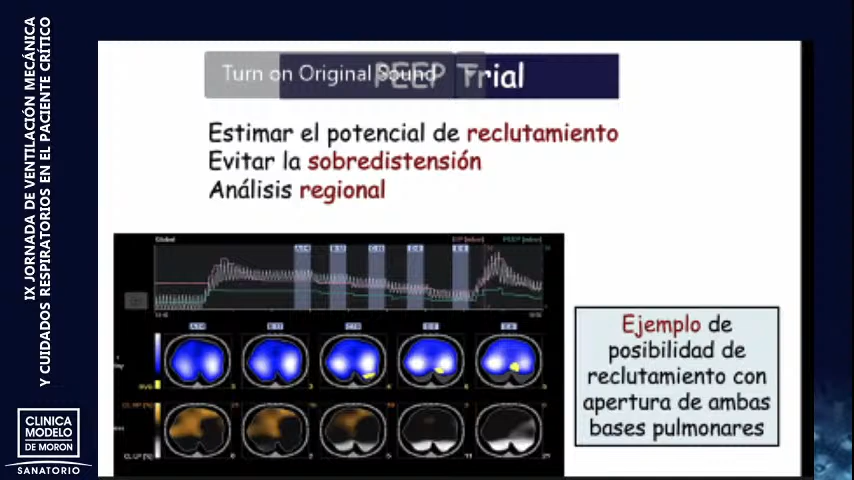 IX JORNADA DE VENTILACIÓN MECÁNICA
Y CUIDADOS RESPIRATORIOS EN EL PACIENTE CRÍTICO
CLINICA
MODELO
DE MORON
SANATORIO
Turn on Original Sound
PEEP Trial
Estimar el potencial de reclutamiento
Evitar la sobredistensión
Análisis regional
Global
Ejemplo de
posibilidad de
reclutamiento con
apertura de ambas
bases pulmonares